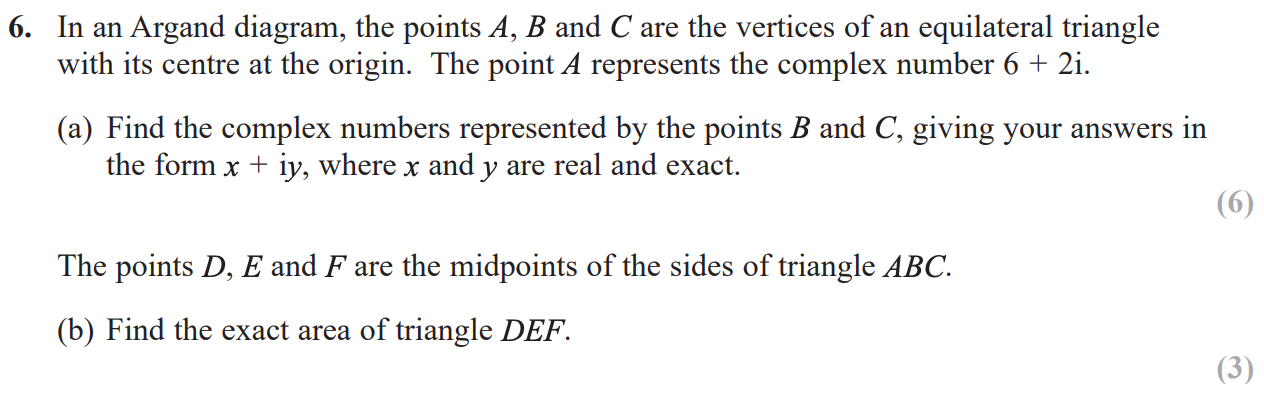 6. In an Argand diagram, the points A, B and C are the vertices of an equilateral triangle
with its centre at the origin. The point A represents the complex number 6 + 2i.
(a) Find the complex numbers represented by the points B and C, giving your answers in
the form x + iy, where x and y are real and exact.
(6)
The points D, E and F are the midpoints of the sides of triangle ABC.
(b) Find the exact area of triangle DEF.
(3)